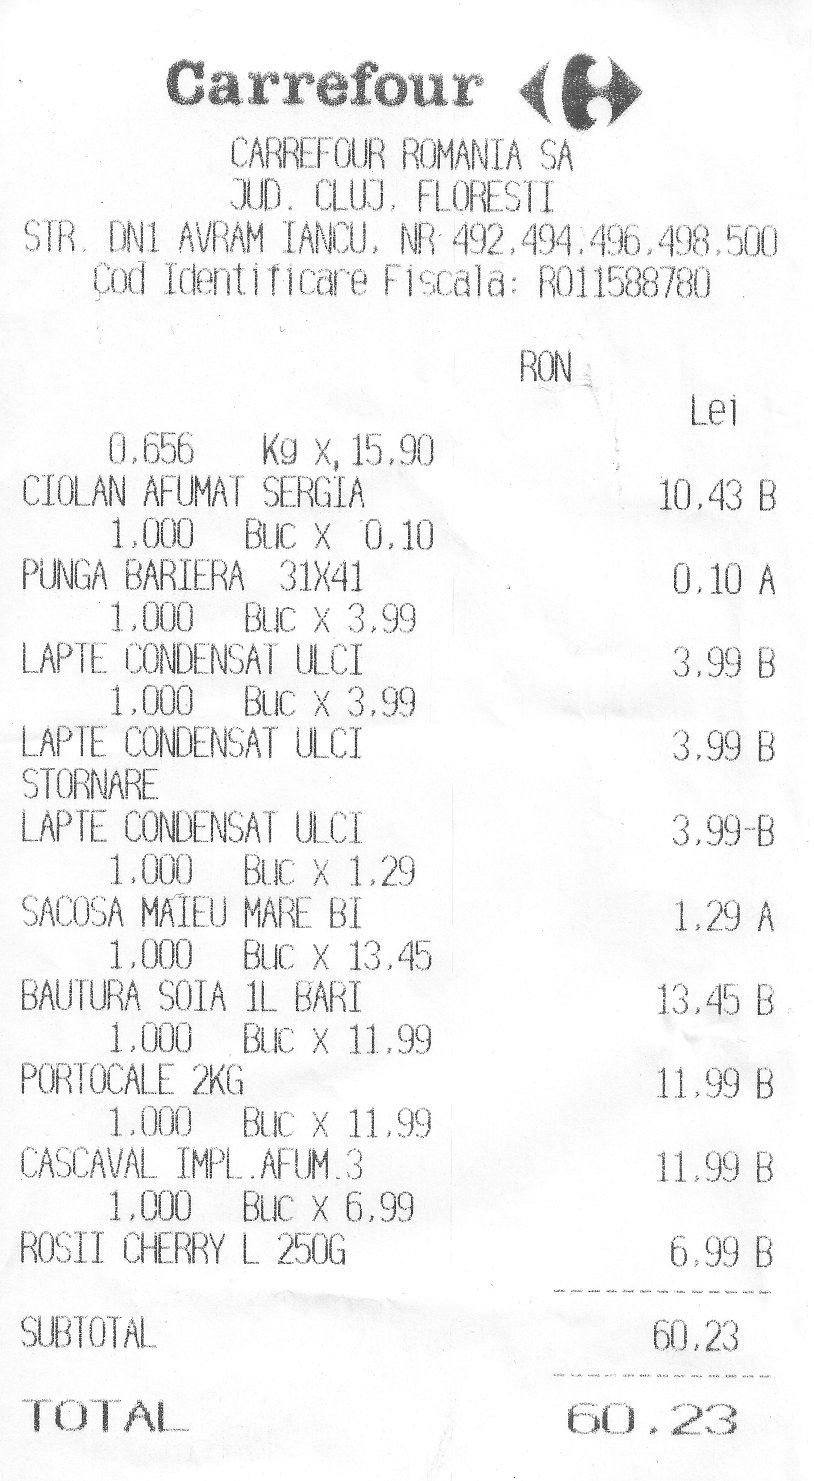 Carrefour
CARREFOUR ROMANIA SA
JUD. CLUJ, FLORESTI
STR. DN1 AVRAM IANCU, NR 492,494,496,498,500
Cod Identificare Fiscala: RO11588780
RON
Lei
0,656 Kg X 15,90
CIOLAN AFUMAT SERGIA 10,43 B
1,000 Buc X 0,10
PUNGA BARIERA 31X41 0,10 A
1,000 Buc X 3,99
LAPTE CONDENSAT ULCI 3,99 B
1,000 Buc X 3,99
LAPTE CONDENSAT ULCI 3,99 B
STORNARE
LAPTE CONDENSAT ULCI 3,99-B
1,000 Buc X 1,29
SACOSA MAIEU MARE BI 1,29 A
1,000 Buc X 13,45
BAUTURA SOIA 1L BARI 13,45 B
1,000 Buc X 11,99
PORTOCALE 2KG 11,99 B
1,000 Buc X 11,99
CASCAVAL IMPL.AFUM.3 11,99 B
1,000 Buc X 6,99
ROSII CHERRY L 250G 6,99 B
SUBTOTAL 60,23
TOTAL 60.23